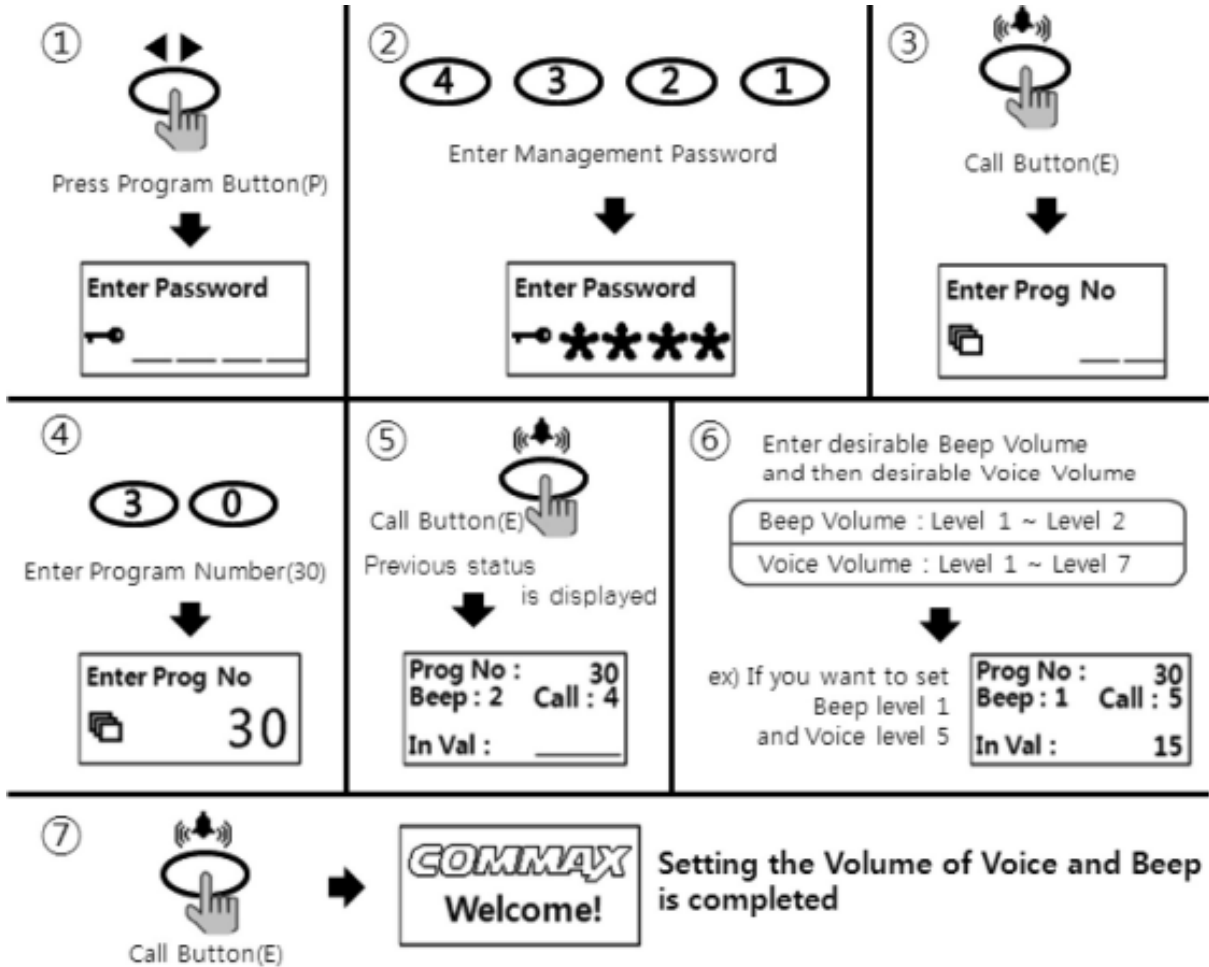 ①
Press Program Button(P)
Enter Password
②
4 3 2 1
Enter Management Password
Enter Password
③
Call Button(E)
Enter Prog No
④
3 0
Enter Program Number(30)
Enter Prog No
30
⑤
Call Button(E)
Previous status
is displayed
Prog No : 30
Beep : 2 Call : 4
In Val :
⑥
Enter desirable Beep Volume
and then desirable Voice Volume
Beep Volume : Level 1 ~ Level 2
Voice Volume : Level 1 ~ Level 7
ex) If you want to set
Beep level 1
and Voice level 5
Prog No : 30
Beep : 1 Call : 5
In Val : 15
⑦
Call Button(E)
COMMAX
Welcome!
Setting the Volume of Voice and Beep
is completed